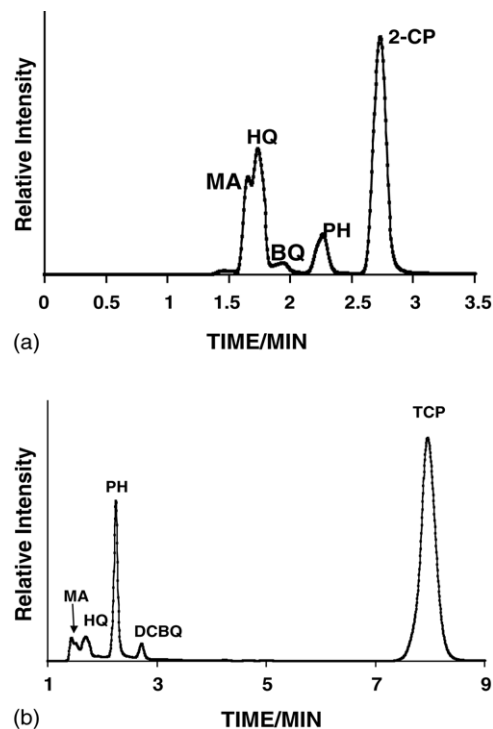 2-CP
HQ
MA
BQ
PH
Relative Intensity
0 0.5 1 1.5 2 2.5 3 3.5
TIME/MIN
(a)
TCP
PH
MA
HQ
DCBQ
Relative Intensity
1 3 5 7 9
TIME/MIN
(b)